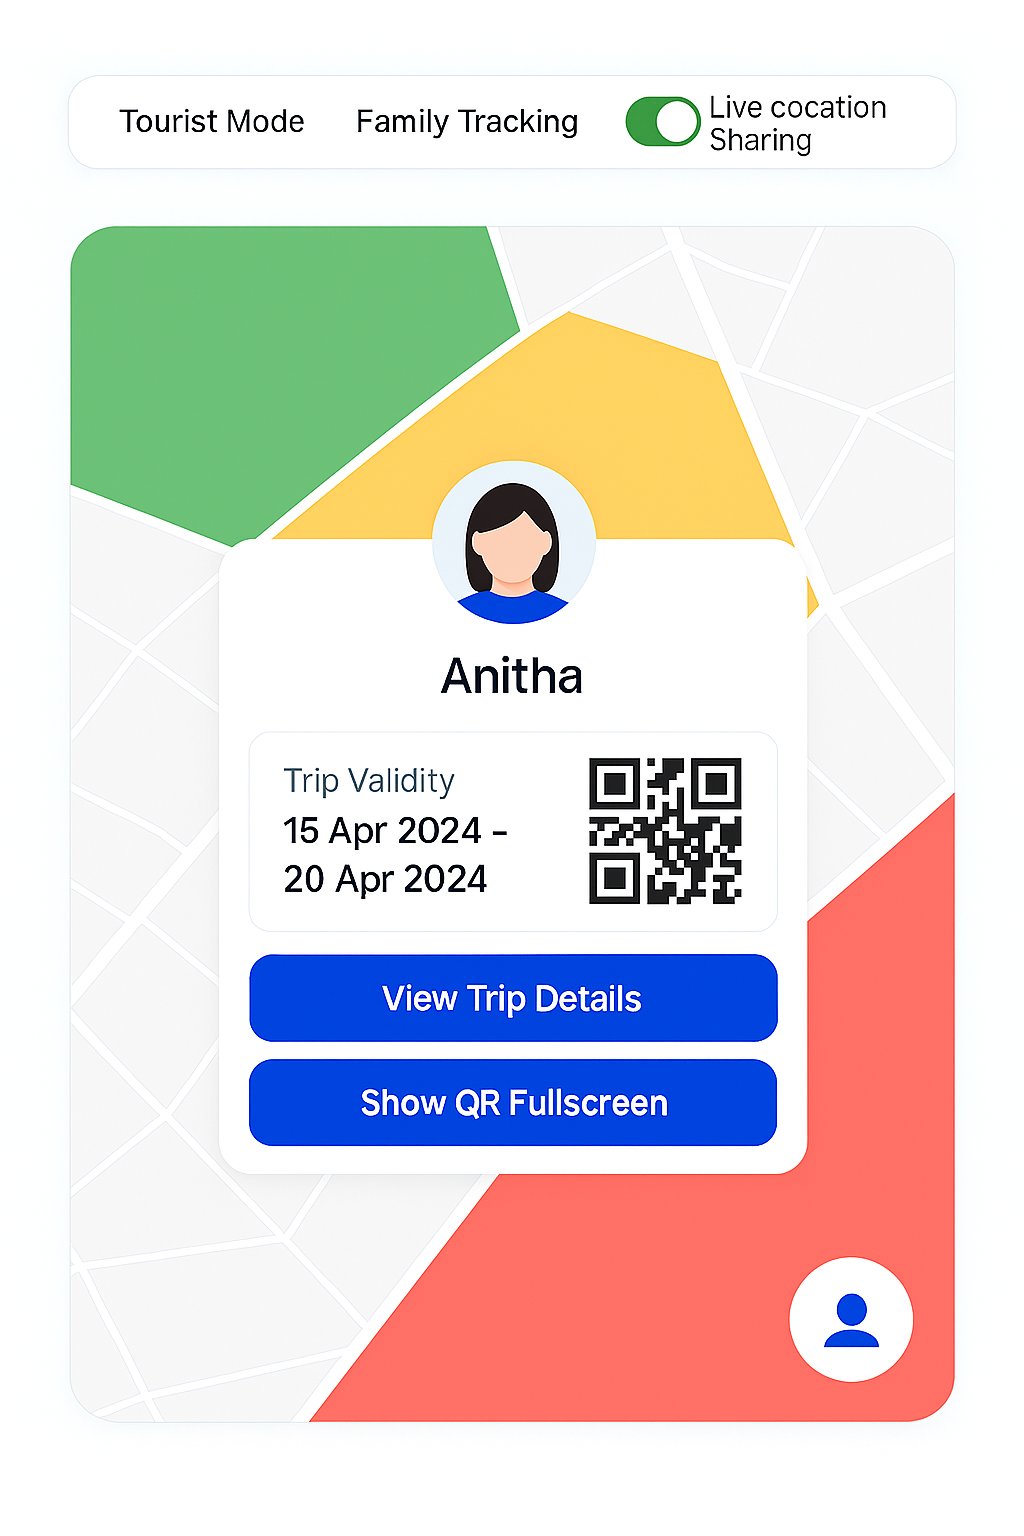 Tourist Mode
Family Tracking
Live cocation
Sharing
Anitha
Trip Validity
15 Apr 2024 –
20 Apr 2024
View Trip Details
Show QR Fullscreen